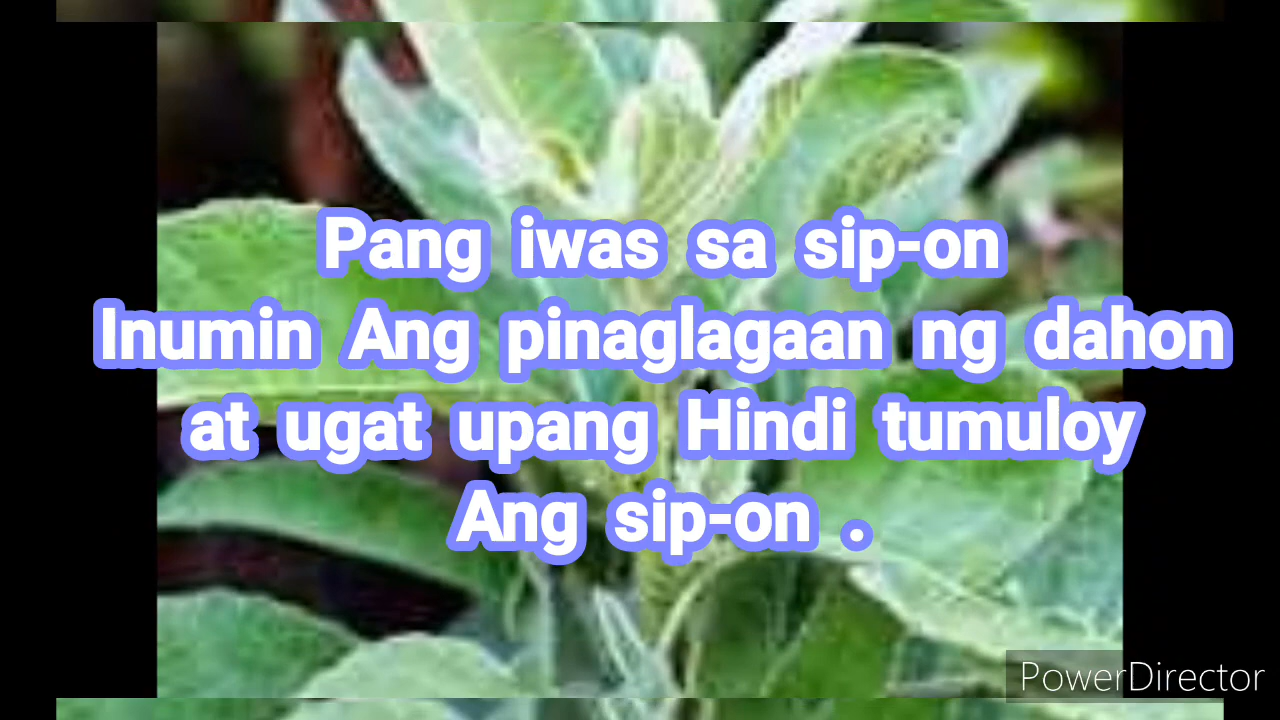 Pang iwas sa sip-on
Inumin Ang pinaglagaan ng dahon
at ugat upang Hindi tumuloy
Ang sip-on .
PowerDirector